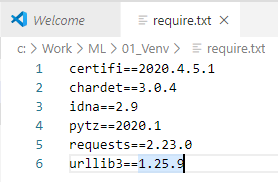 Welcome
require.txt
c: > Work > ML > 01_Venv > require.txt
1 certifi==2020.4.5.1
2 chardet==3.0.4
3 idna==2.9
4 pytz==2020.1
5 requests==2.23.0
6 urllib3==1.25.9